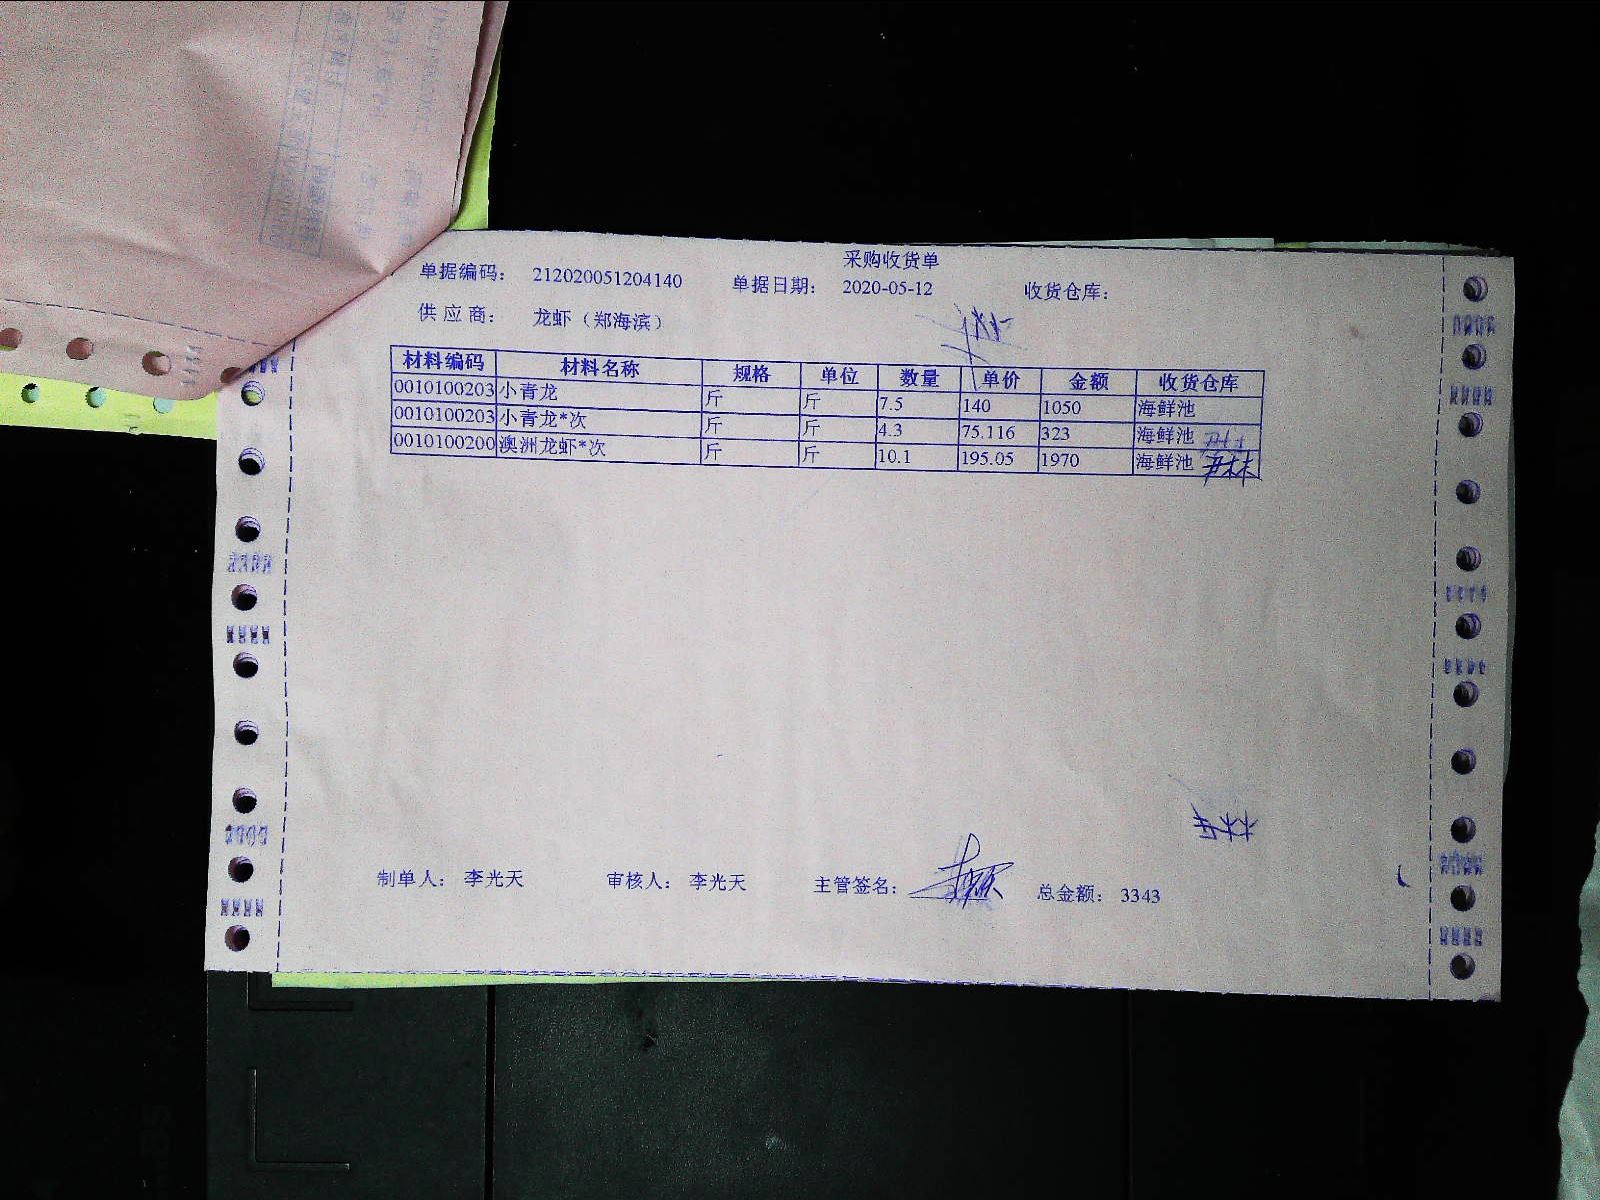 采购收货单
单据编码： 212020051204140 单据日期： 2020-05-12 收货仓库：
供应商： 龙虾（郑海滨）
材料编码 材料名称 规格 单位 数量 单价 金额 收货仓库
0010100203 小青龙 斤 斤 7.5 140 1050 海鲜池
0010100203 小青龙*次 斤 斤 4.3 75.116 323 海鲜池
0010100200 澳洲龙虾*次 斤 斤 10.1 195.05 1970 海鲜池
制单人： 李光天 审核人： 李光天 主管签名： 总金额： 3343